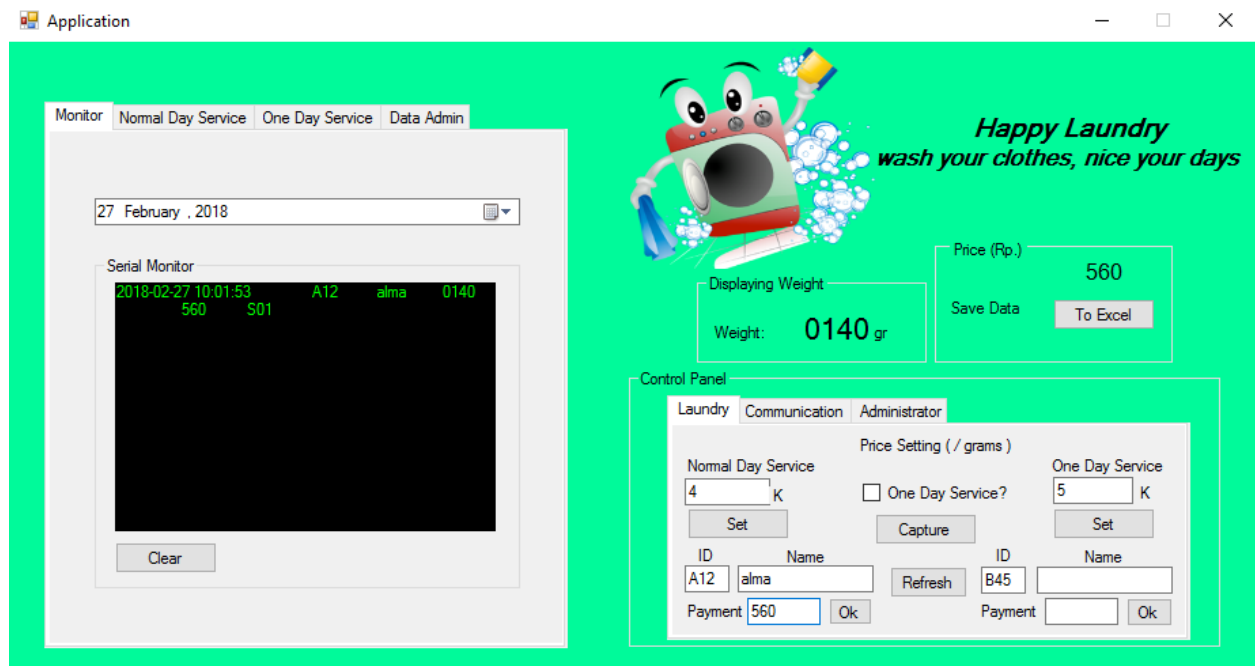 Application
Monitor Normal Day Service One Day Service Data Admin
27 February , 2018
Serial Monitor
2018-02-27 10:01:53 A12 alma 0140
560 S01
Clear
Happy Laundry
wash your clothes, nice your days
Displaying Weight
Weight: 0140 gr
Price (Rp.)
560
Save Data To Excel
Control Panel
Laundry Communication Administrator
Price Setting ( / grams )
Normal Day Service One Day Service
4 K One Day Service? 5 K
Set Capture Set
ID Name ID Name
A12 alma Refresh B45
Payment 560 Ok Payment Ok